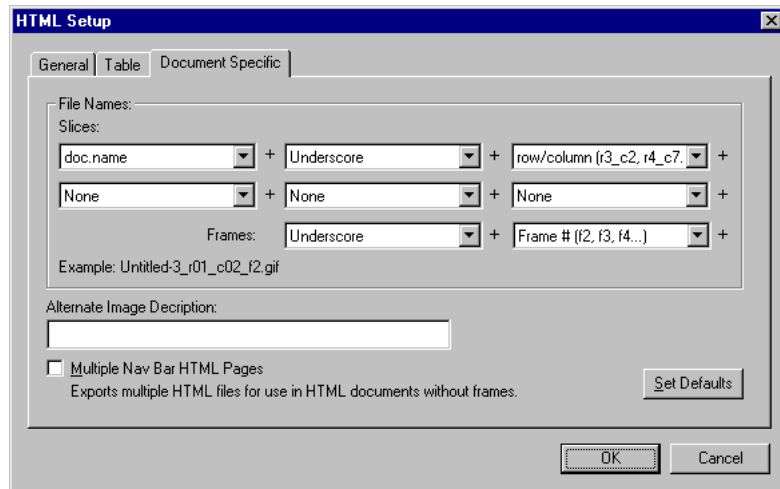 HTML Setup
General Table Document Specific
File Names:
Slices:
doc.name + Underscore + row/column (r3_c2, r4_c7. +
None + None + None +
Frames: Underscore + Frame # (f2, f3, f4...) +
Example: Untitled-3_r01_c02_f2.gif
Alternate Image Decription:
Multiple Nav Bar HTML Pages
Exports multiple HTML files for use in HTML documents without frames.
Set Defaults
OK Cancel